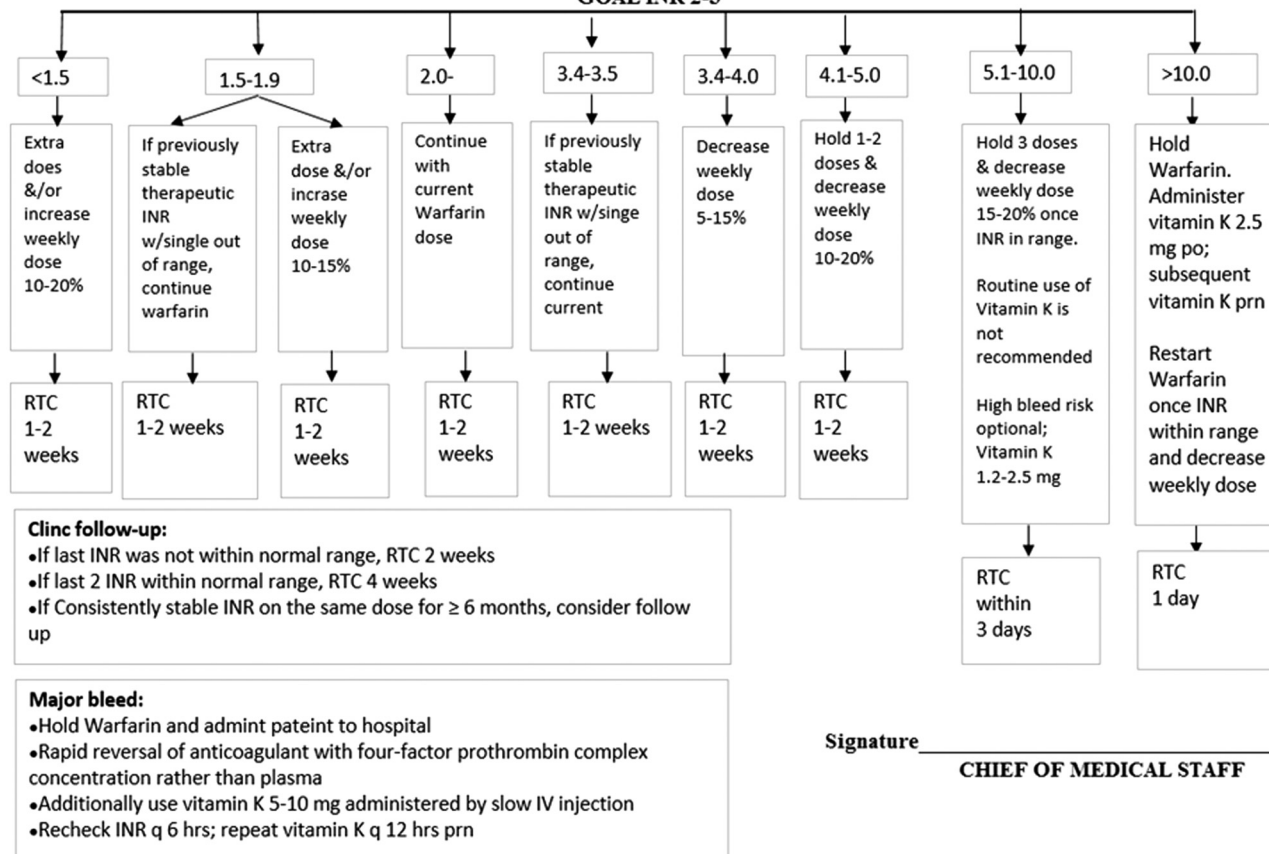 GOAL INR 2-3
<1.5
1.5-1.9
2.0-
3.4-3.5
3.4-4.0
4.1-5.0
5.1-10.0
>10.0
Extra
does
&/or
increase
weekly
dose
10-20%
If previously
stable
therapeutic
INR
w/single out
of range,
continue
warfarin
Extra
dose &/or
incrase
weekly
dose
10-15%
Continue
with
current
Warfarin
dose
If previously
stable
therapeutic
INR w/singe
out of
range,
continue
current
Decrease
weekly
dose
5-15%
Hold 1-2
doses &
decrease
weekly
dose
10-20%
Hold 3 doses
& decrease
weekly dose
15-20% once
INR in range.
Routine use of
Vitamin K is
not
recommended
High bleed risk
optional;
Vitamin K
1.2-2.5 mg
Hold
Warfarin.
Administer
vitamin K 2.5
mg po;
subsequent
vitamin K prn
Restart
Warfarin
once INR
within range
and decrease
weekly dose
RTC
1-2
weeks
RTC
1-2 weeks
RTC
1-2
weeks
RTC
1-2
weeks
RTC
1-2 weeks
RTC
1-2
weeks
RTC
1-2
weeks
RTC
within
3 days
RTC
1 day
Clinc follow-up:
•If last INR was not within normal range, RTC 2 weeks
•If last 2 INR within normal range, RTC 4 weeks
•If Consistently stable INR on the same dose for ≥ 6 months, consider follow
up
Major bleed:
•Hold Warfarin and admint pateint to hospital
•Rapid reversal of anticoagulant with four-factor prothrombin complex
concentration rather than plasma
•Additionally use vitamin K 5-10 mg administered by slow IV injection
•Recheck INR q 6 hrs; repeat vitamin K q 12 hrs prn
Signature
CHIEF OF MEDICAL STAFF